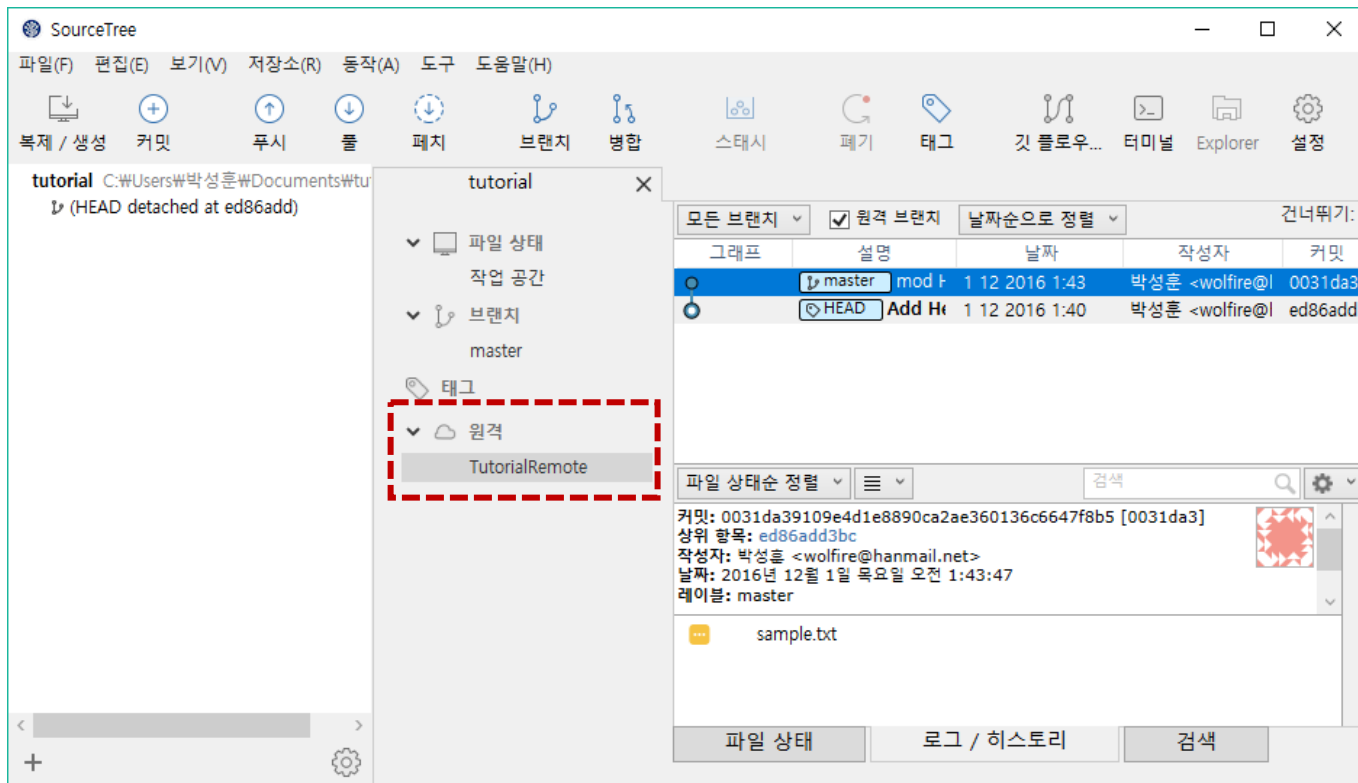 SourceTree
파일(F) 편집(E) 보기(V) 저장소(R) 동작(A) 도구 도움말(H)
복제 / 생성 커밋 푸시 풀 패치 브랜치 병합 스태시 폐기 태그 깃 플로우... 터미널 Explorer 설정
tutorial C:₩Users₩박성훈₩Documents₩tu
(HEAD detached at ed86add)
tutorial
파일 상태
작업 공간
브랜치
master
태그
원격
TutorialRemote
모든 브랜치 원격 브랜치 날짜순으로 정렬 건너뛰기:
그래프 설명 날짜 작성자 커밋
master mod 1 12 2016 1:43 박성훈 <wolfire@ 0031da3
HEAD Add He 1 12 2016 1:40 박성훈 <wolfire@ ed86add
파일 상태순 정렬 검색
커밋: 0031da39109e4d1e8890ca2ae360136c6647f8b5 [0031da3]
상위 항목: ed86add3bc
작성자: 박성훈 <wolfire@hanmail.net>
날짜: 2016년 12월 1일 목요일 오전 1:43:47
레이블: master
sample.txt
파일 상태 로그 / 히스토리 검색